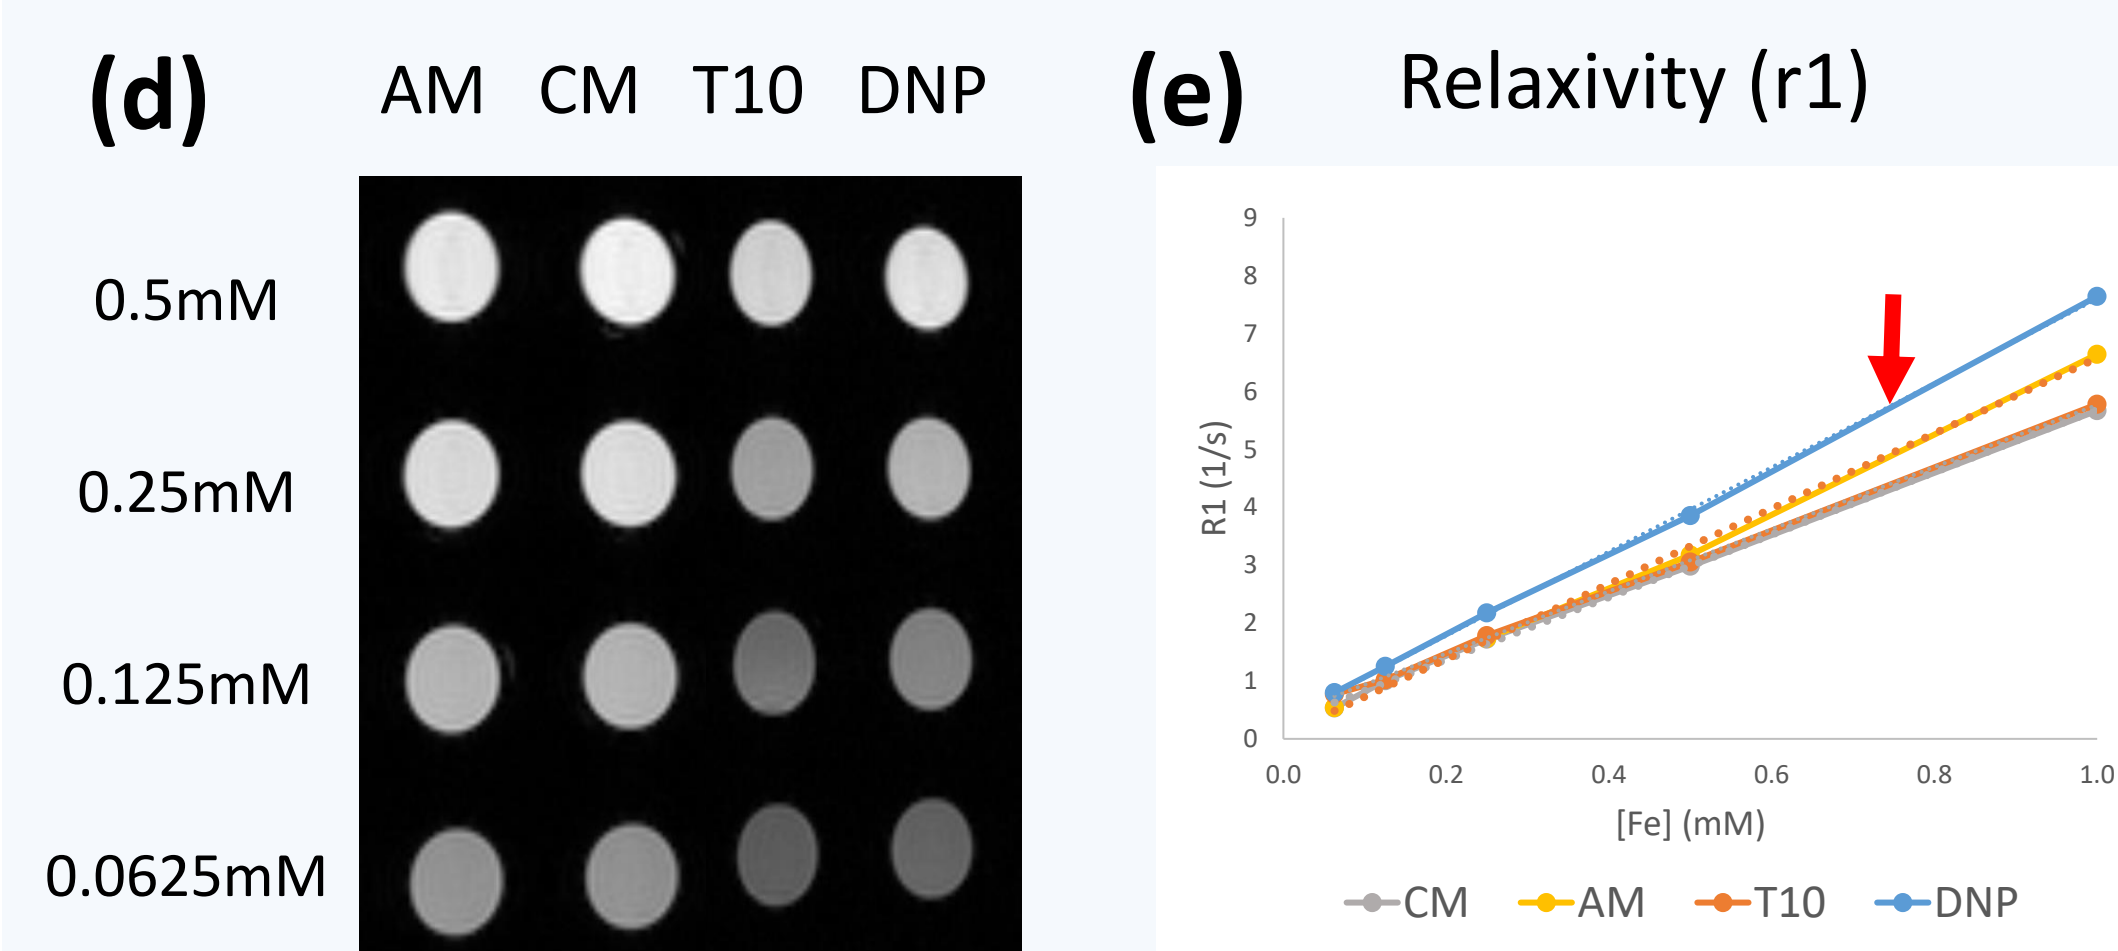 (d) AM CM T10 DNP
0.5mM
0.25mM
0.125mM
0.0625mM
(e) Relaxivity (r1)
9
8
7
6
5
4
3
2
1
0
R1 (1/s)
0.0 0.2 0.4 0.6 0.8 1.0
[Fe] (mM)
CM AM T10 DNP